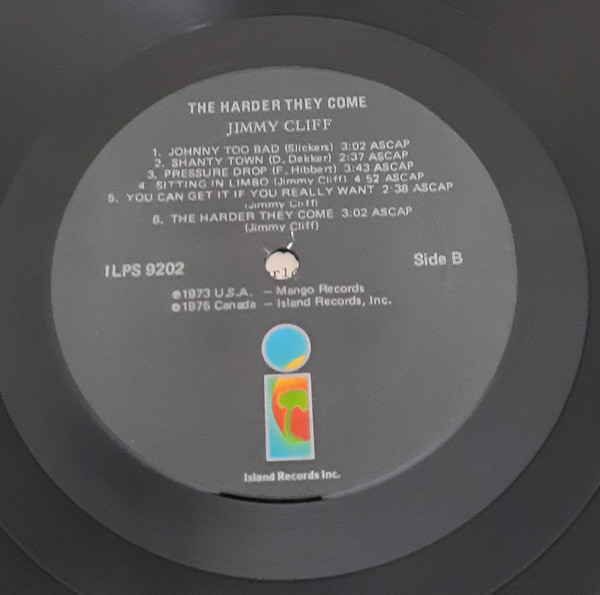 THE HARDER THEY COME
JIMMY CLIFF
1. JOHNNY TOO BAD (Slickers) 3:02 ASCAP
2. SHANTY TOWN (D. Dekker) 2:37 ASCAP
3. PRESSURE DROP (F. Hibbert) 3:43 ASCAP
4 SITTING IN LIMBO (Jimmy Cliff) 4 52 ASCAP
5. YOU CAN GET IT IF YOU REALLY WANT 2:38 ASCAP
(Jimmy Cliff)
6. THE HARDER THEY COME 3:02 ASCAP
(Jimmy Cliff)
ILPS 9202
Side B
℗1973 U.S.A. – Mango Records
℗1975 Canada – Island Records, Inc.
Island Records Inc.